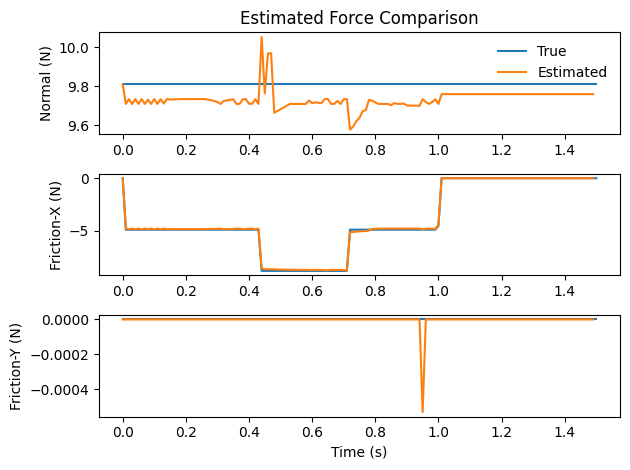 Estimated Force Comparison
Normal (N)
10.0
9.8
9.6
True
Estimated
0.0 0.2 0.4 0.6 0.8 1.0 1.2 1.4
Friction-X (N)
0
−5
0.0 0.2 0.4 0.6 0.8 1.0 1.2 1.4
Friction-Y (N)
0.0000
−0.0002
−0.0004
0.0 0.2 0.4 0.6 0.8 1.0 1.2 1.4
Time (s)